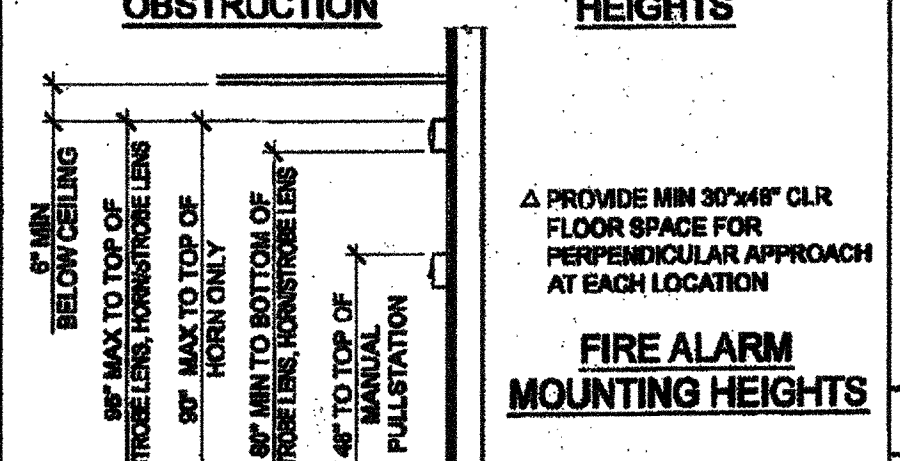 OBSTRUCTION
HEIGHTS
6" MIN
BELOW CEILING
96" MAX TO TOP OF
TROBE LENS, HORN/STROBE LENS
90" MAX TO TOP OF
HORN ONLY
80" MIN TO BOTTOM OF
TROBE LENS, HORN/STROBE LENS
48" TO TOP OF
MANUAL
PULLSTATION
PROVIDE MIN 30"x48" CLR
FLOOR SPACE FOR
PERPENDICULAR APPROACH
AT EACH LOCATION
FIRE ALARM
MOUNTING HEIGHTS